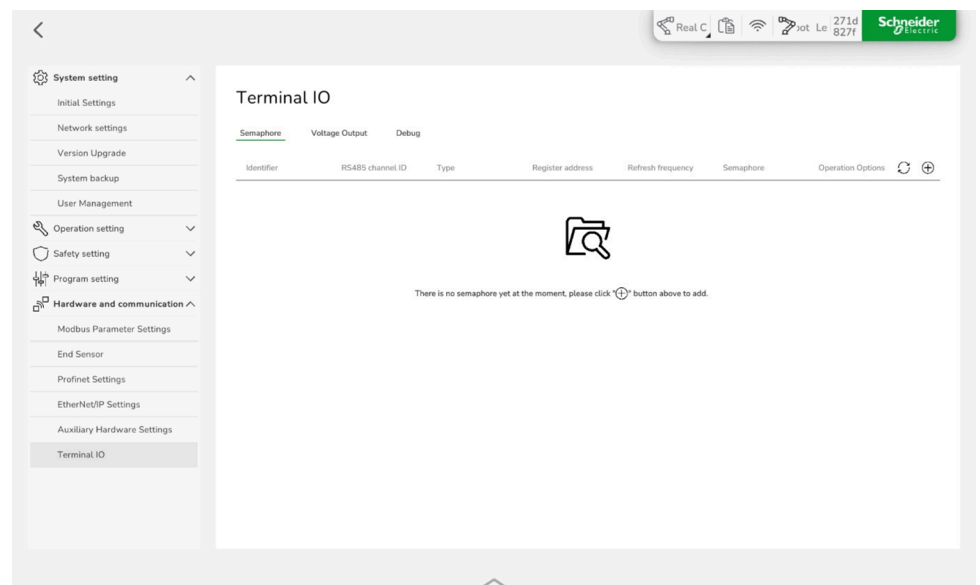 Real C
oot Le
271d
827f
Schneider
Electric
System setting
Initial Settings
Network settings
Version Upgrade
System backup
User Management
Operation setting
Safety setting
Program setting
Hardware and communication
Modbus Parameter Settings
End Sensor
Profinet Settings
EtherNet/IP Settings
Auxiliary Hardware Settings
Terminal IO
Terminal IO
Semaphore Voltage Output Debug
Identifier RS485 channel ID Type Register address Refresh frequency Semaphore Operation Options
There is no semaphore yet at the moment, please click "⊕" button above to add.